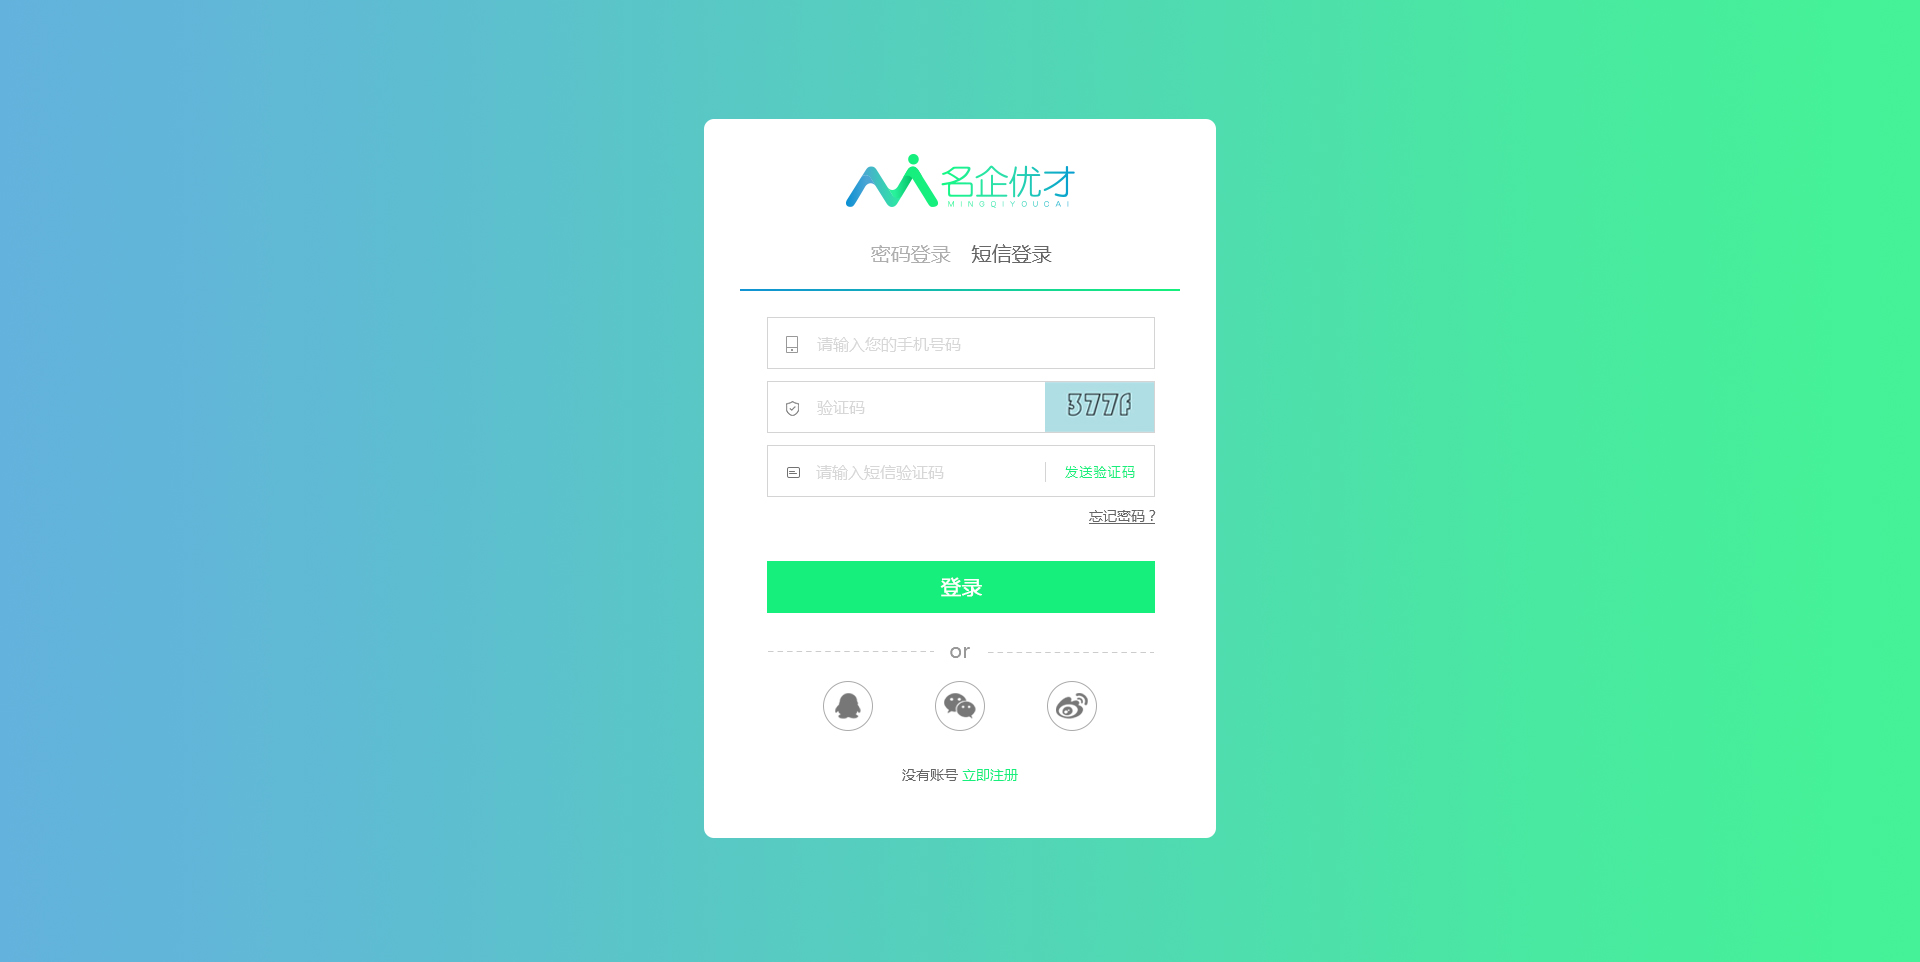 名企优才
MINGQIYOUCAI
密码登录 短信登录
请输入您的手机号码
验证码 377f
请输入短信验证码 发送验证码
忘记密码？
登录
or
没有账号 立即注册